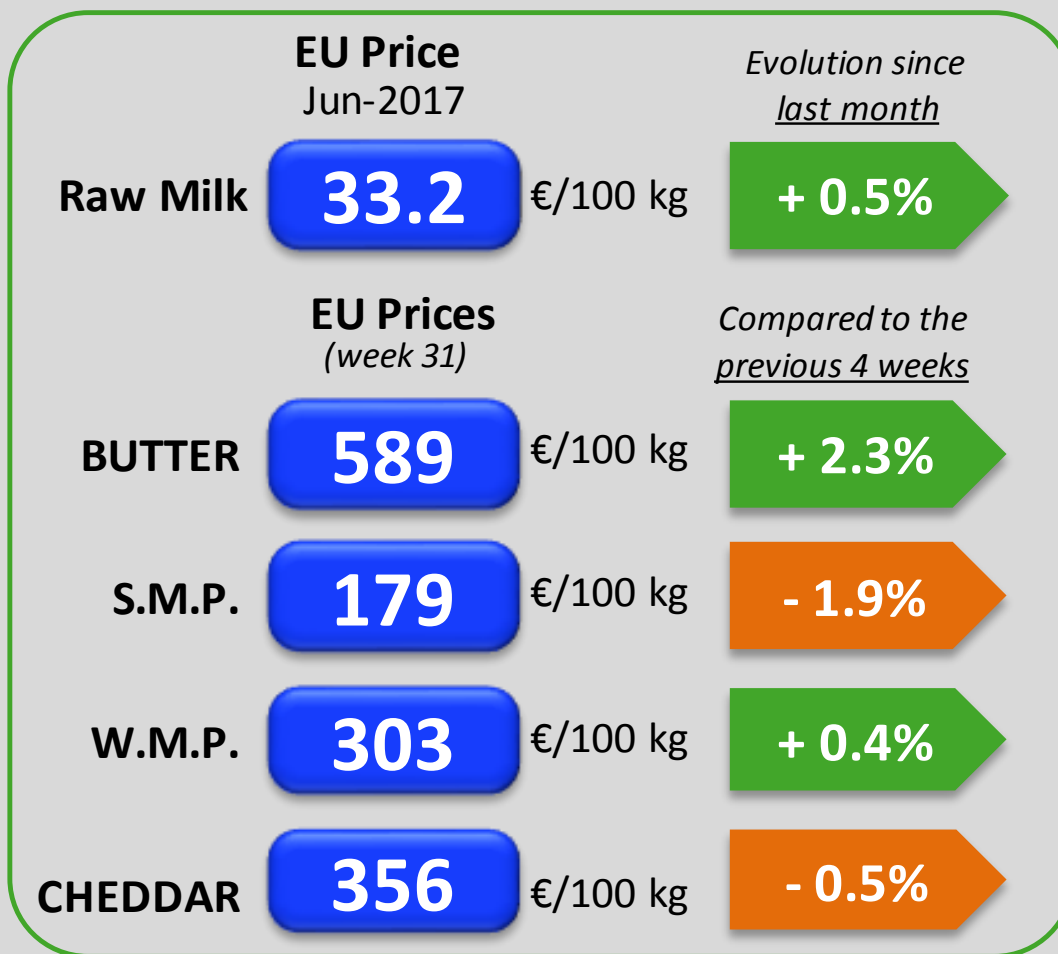 EU Price
Jun-2017
Evolution since
last month
Raw Milk 33.2 €/100 kg + 0.5%
EU Prices
(week 31)
Compared to the
previous 4 weeks
BUTTER 589 €/100 kg + 2.3%
S.M.P. 179 €/100 kg - 1.9%
W.M.P. 303 €/100 kg + 0.4%
CHEDDAR 356 €/100 kg - 0.5%